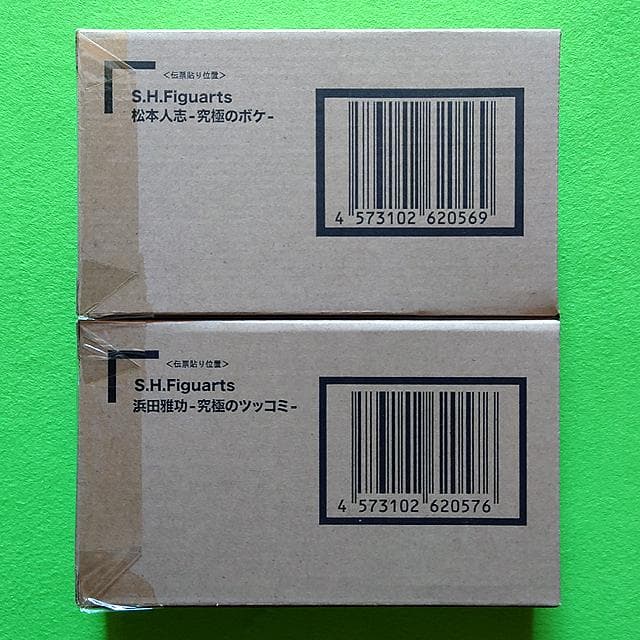 <伝票貼り位置>
S.H.Figuarts
松本人志-究極のボケ-
4 573102 620569
<伝票貼り位置>
S.H.Figuarts
浜田雅功-究極のツッコミ-
4 573102 620576